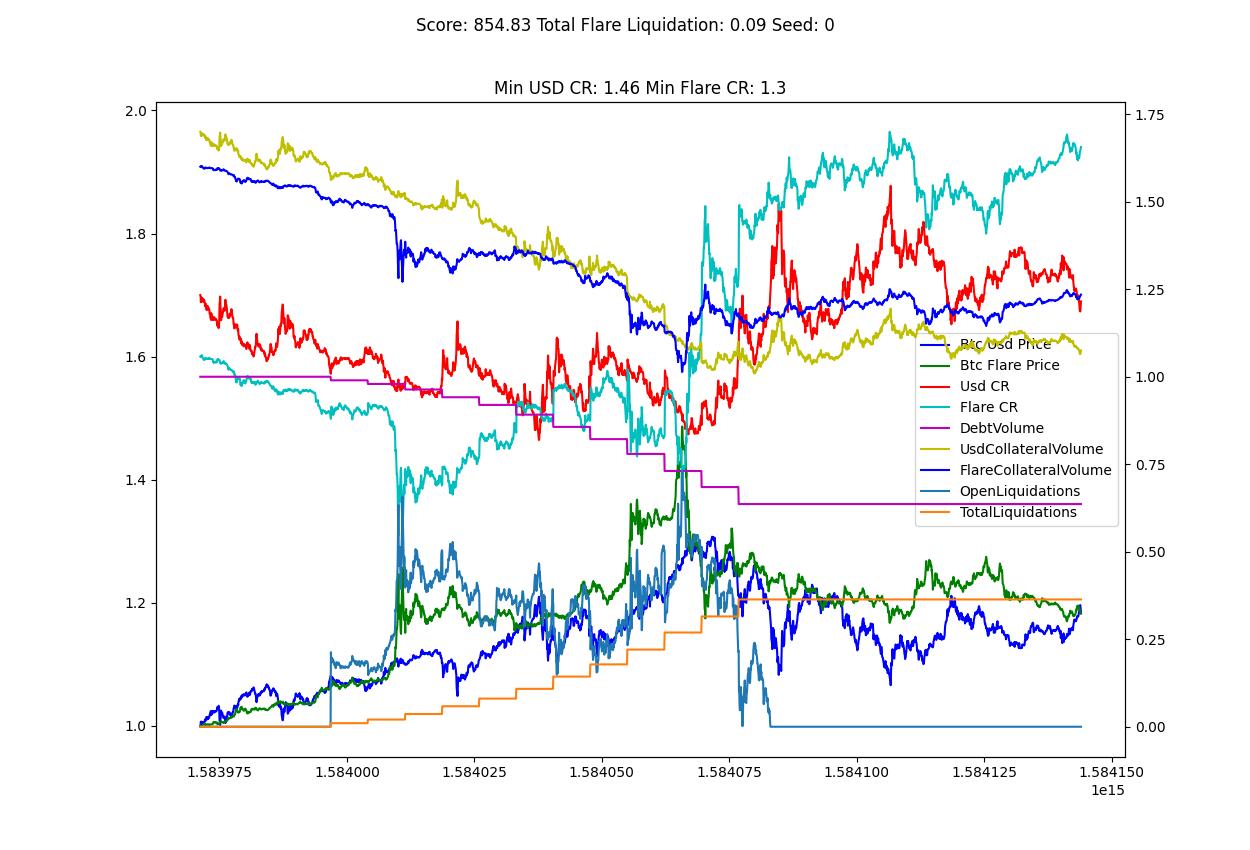 Score: 854.83 Total Flare Liquidation: 0.09 Seed: 0
Min USD CR: 1.46 Min Flare CR: 1.3
2.0
1.8
1.6
1.4
1.2
1.0
1.75
1.50
1.25
1.00
0.75
0.50
0.25
0.00
Btc Usd Price
Btc Flare Price
Usd CR
Flare CR
DebtVolume
UsdCollateralVolume
FlareCollateralVolume
OpenLiquidations
TotalLiquidations
1.583975 1.584000 1.584025 1.584050 1.584075 1.584100 1.584125 1.584150
1e15